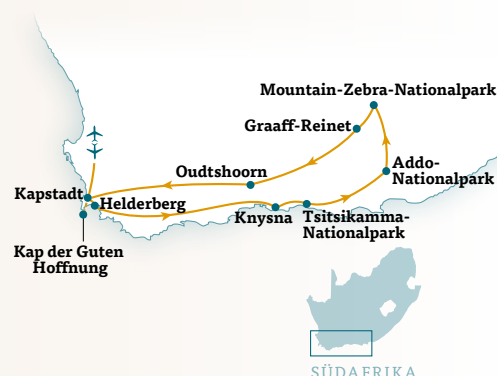 Mountain-Zebra-Nationalpark
Graaff-Reinet
Oudtshoorn
Addo-
Nationalpark
Kapstadt
Helderberg
Knysna
Tsitsikamma-
Nationalpark
Kap der Guten
Hoffnung
SÜDAFRIKA